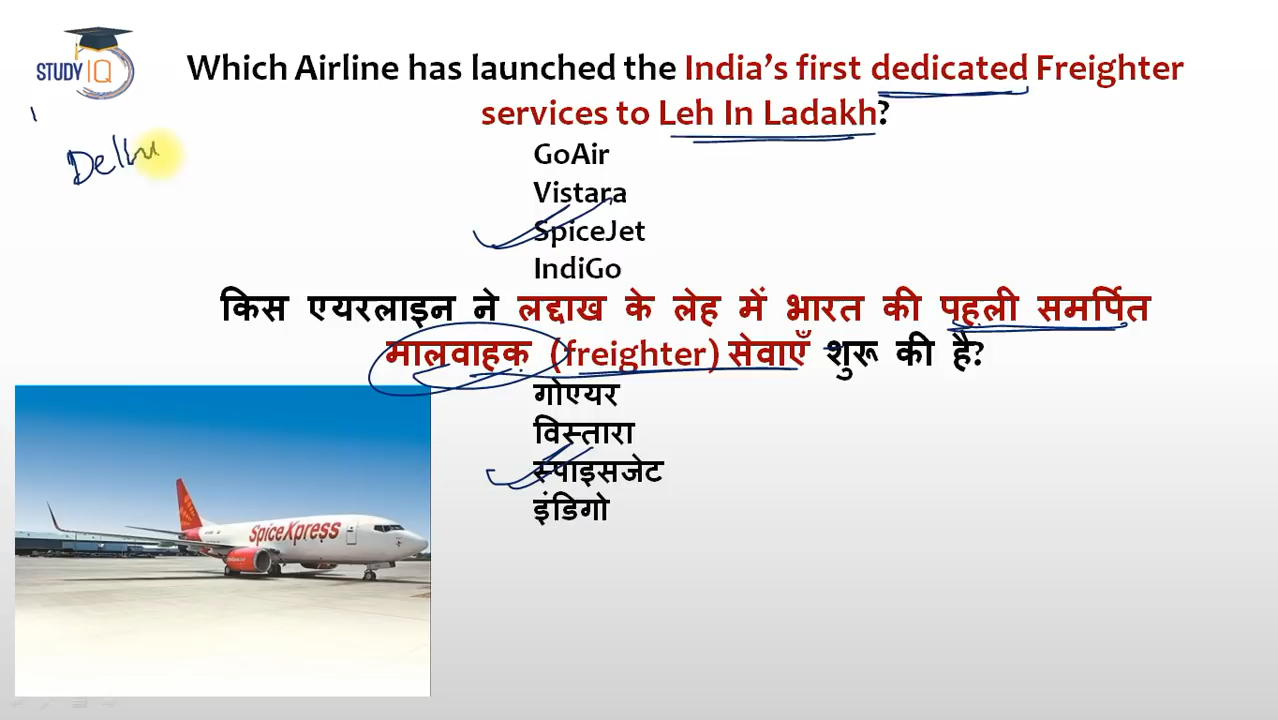 STUDY IQ
Which Airline has launched the India's first dedicated Freighter
services to Leh In Ladakh?
Delhi
GoAir
Vistara
SpiceJet
IndiGo
किस एयरलाइन ने लद्दाख के लेह में भारत की पहली समर्पित
मालवाहक (freighter) सेवाएँ शुरू की है?
गोएयर
विस्तारा
स्पाइसजेट
इंडिगो
SpiceXpress